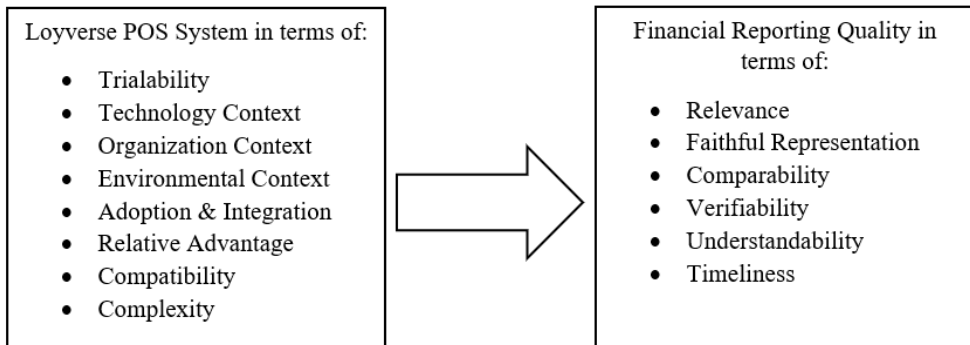 Loyverse POS System in terms of:
• Trialability
• Technology Context
• Organization Context
• Environmental Context
• Adoption & Integration
• Relative Advantage
• Compatibility
• Complexity
Financial Reporting Quality in
terms of:
• Relevance
• Faithful Representation
• Comparability
• Verifiability
• Understandability
• Timeliness